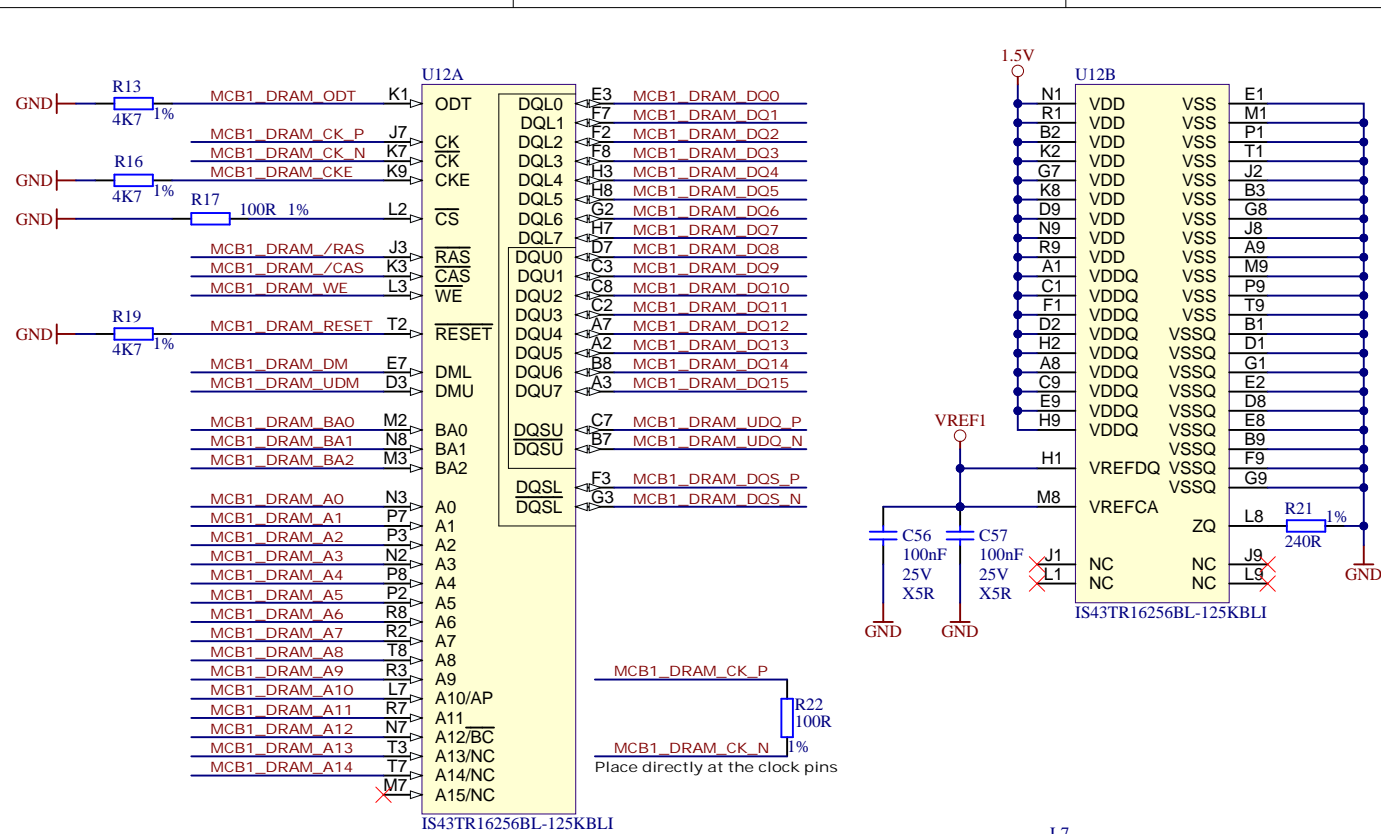 U12A
GND R13 4K7 1% MCB1_DRAM_ODT K1 ODT
MCB1_DRAM_CK_P J7 CK
MCB1_DRAM_CK_N K7 CK
GND R16 4K7 1% MCB1_DRAM_CKE K9 CKE
GND R17 100R 1% L2 CS
MCB1_DRAM_/RAS J3 RAS
MCB1_DRAM_/CAS K3 CAS
MCB1_DRAM_WE L3 WE
GND R19 4K7 1% MCB1_DRAM_RESET T2 RESET
MCB1_DRAM_DM E7 DML
MCB1_DRAM_UDM D3 DMU
MCB1_DRAM_BA0 M2 BA0
MCB1_DRAM_BA1 N8 BA1
MCB1_DRAM_BA2 M3 BA2
MCB1_DRAM_A0 N3 A0
MCB1_DRAM_A1 P7 A1
MCB1_DRAM_A2 P3 A2
MCB1_DRAM_A3 N2 A3
MCB1_DRAM_A4 P8 A4
MCB1_DRAM_A5 P2 A5
MCB1_DRAM_A6 R8 A6
MCB1_DRAM_A7 R2 A7
MCB1_DRAM_A8 T8 A8
MCB1_DRAM_A9 R3 A9
MCB1_DRAM_A10 L7 A10/AP
MCB1_DRAM_A11 R7 A11
MCB1_DRAM_A12 N7 A12/BC
MCB1_DRAM_A13 T3 A13/NC
MCB1_DRAM_A14 T7 A14/NC
M7 A15/NC
IS43TR16256BL-125KBLI
DQL0 E3 MCB1_DRAM_DQ0
DQL1 F7 MCB1_DRAM_DQ1
DQL2 F2 MCB1_DRAM_DQ2
DQL3 F8 MCB1_DRAM_DQ3
DQL4 H3 MCB1_DRAM_DQ4
DQL5 H8 MCB1_DRAM_DQ5
DQL6 G2 MCB1_DRAM_DQ6
DQL7 H7 MCB1_DRAM_DQ7
DQU0 D7 MCB1_DRAM_DQ8
DQU1 C3 MCB1_DRAM_DQ9
DQU2 C8 MCB1_DRAM_DQ10
DQU3 C2 MCB1_DRAM_DQ11
DQU4 A7 MCB1_DRAM_DQ12
DQU5 A2 MCB1_DRAM_DQ13
DQU6 B8 MCB1_DRAM_DQ14
DQU7 A3 MCB1_DRAM_DQ15
DQSU C7 MCB1_DRAM_UDQ_P
DQSU B7 MCB1_DRAM_UDQ_N
DQSL F3 MCB1_DRAM_DQS_P
DQSL G3 MCB1_DRAM_DQS_N
MCB1_DRAM_CK_P
R22
100R
1%
MCB1_DRAM_CK_N
Place directly at the clock pins
1.5V
U12B
N1 VDD VSS E1
R1 VDD VSS M1
B2 VDD VSS P1
K2 VDD VSS T1
G7 VDD VSS J2
K8 VDD VSS B3
D9 VDD VSS G8
N9 VDD VSS J8
R9 VDD VSS A9
A1 VDDQ VSS M9
C1 VDDQ VSS P9
F1 VDDQ VSS T9
D2 VDDQ VSSQ B1
H2 VDDQ VSSQ D1
A8 VDDQ VSSQ G1
C9 VDDQ VSSQ E2
E9 VDDQ VSSQ D8
H9 VDDQ VSSQ E8
VSSQ B9
VREF1
H1 VREFDQ VSSQ F9
VSSQ G9
M8 VREFCA
ZQ L8 R21 1% 240R
J1 NC NC J9
L1 NC NC L9
GND
IS43TR16256BL-125KBLI
C56
100nF
25V
X5R
GND
C57
100nF
25V
X5R
GND